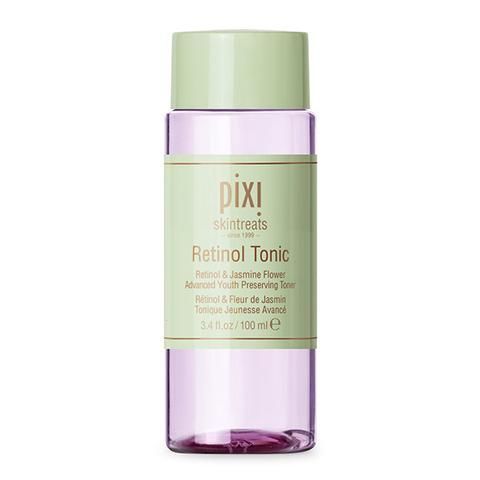 pixi
skintreats
– since 1999 –
Retinol Tonic
Retinol & Jasmine Flower
Advanced Youth Preserving Toner
Rétinol & Fleur de Jasmin
Tonique Jeunesse Avancé
3.4 fl.oz/100 ml ℮